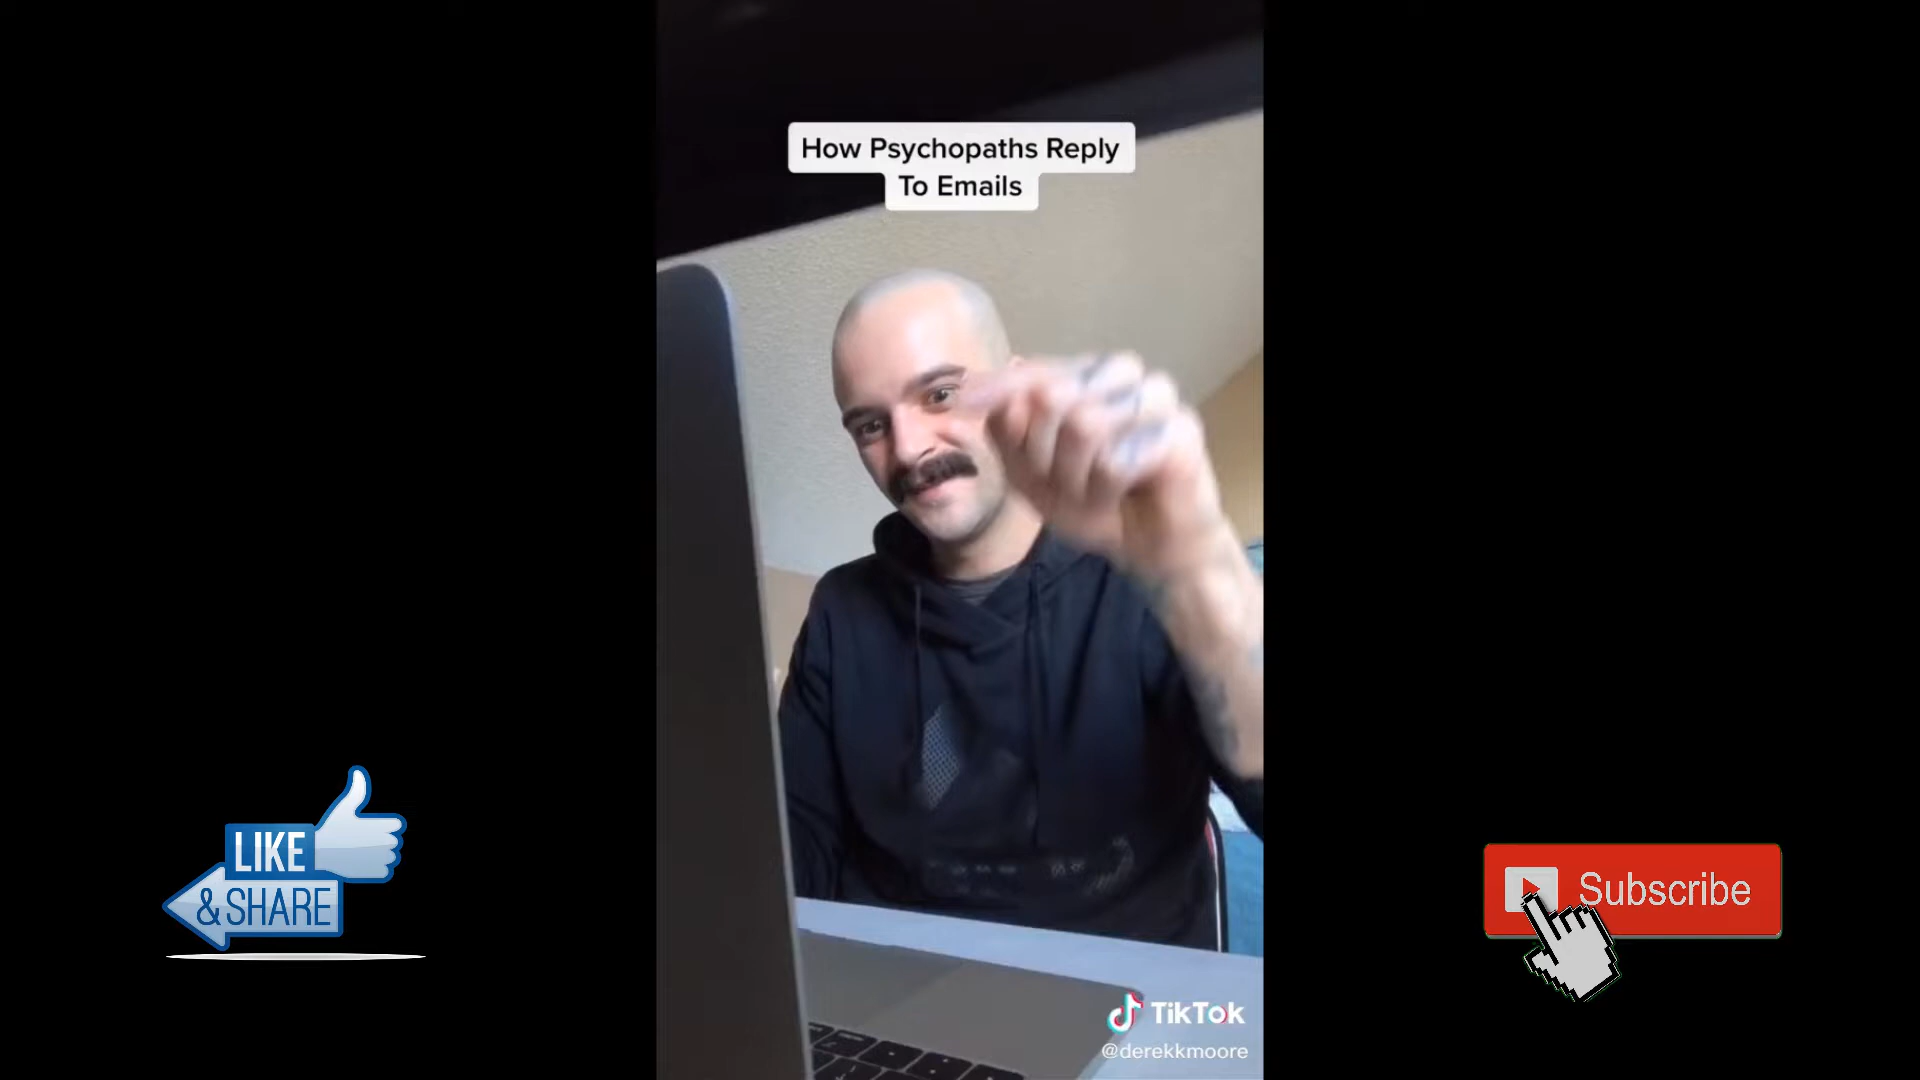 How Psychopaths Reply
To Emails
LIKE
& SHARE
Subscribe
TikTok
@derekkmoore